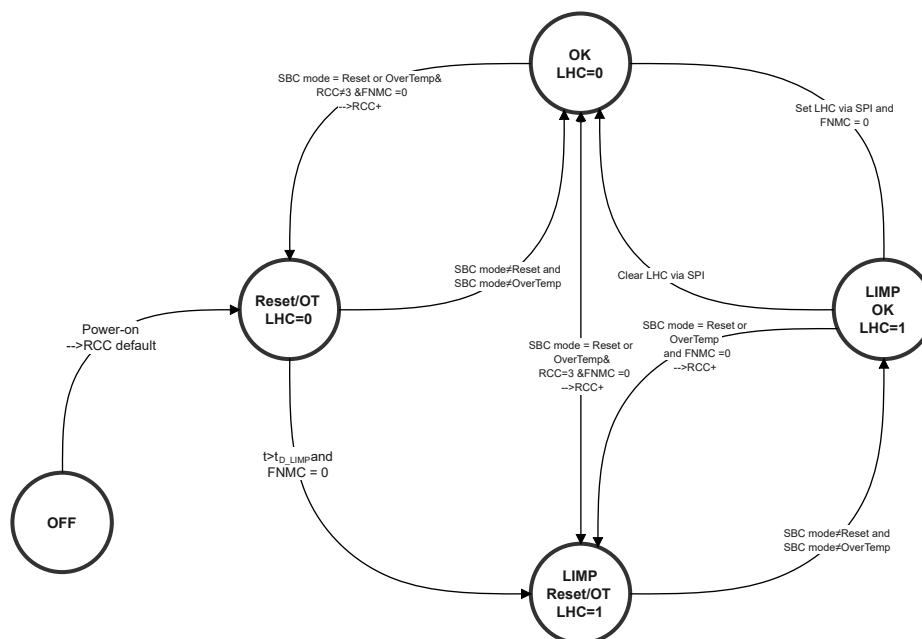 OK
LHC=0
SBC mode = Reset or OverTemp&
RCC≠3 &FNMC =0
-->RCC+
Set LHC via SPI and
FNMC = 0
SBC mode≠Reset and
SBC mode≠OverTemp
Clear LHC via SPI
Reset/OT
LHC=0
LIMP
OK
LHC=1
Power-on
-->RCC default
SBC mode = Reset or
OverTemp
and FNMC =0
-->RCC+
SBC mode = Reset or
OverTemp&
RCC=3 &FNMC =0
-->RCC+
t>tD_LIMPand
FNMC = 0
OFF
SBC mode≠Reset and
SBC mode≠OverTemp
LIMP
Reset/OT
LHC=1